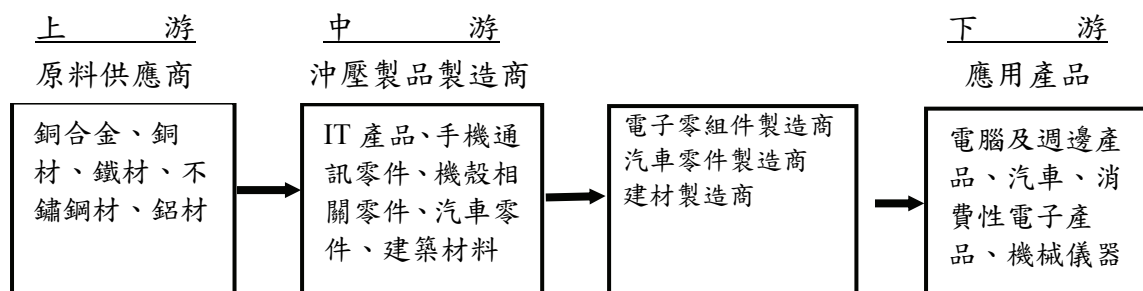 上 游
原料供應商
銅合金、銅
材、鐵材、不
鏽鋼材、鋁材
中 游
沖壓製品製造商
IT 產品、手機通
訊零件、機殼相
關零件、汽車零
件、建築材料
電子零組件製造商
汽車零件製造商
建材製造商
下 游
應用產品
電腦及週邊產
品、汽車、消
費性電子產
品、機械儀器